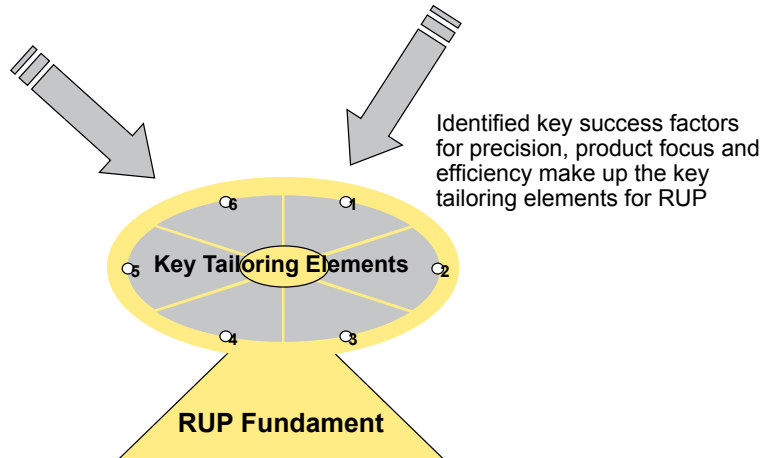 Identified key success factors
for precision, product focus and
efficiency make up the key
tailoring elements for RUP
6
1
5
Key Tailoring Elements
2
4
3
RUP Fundament